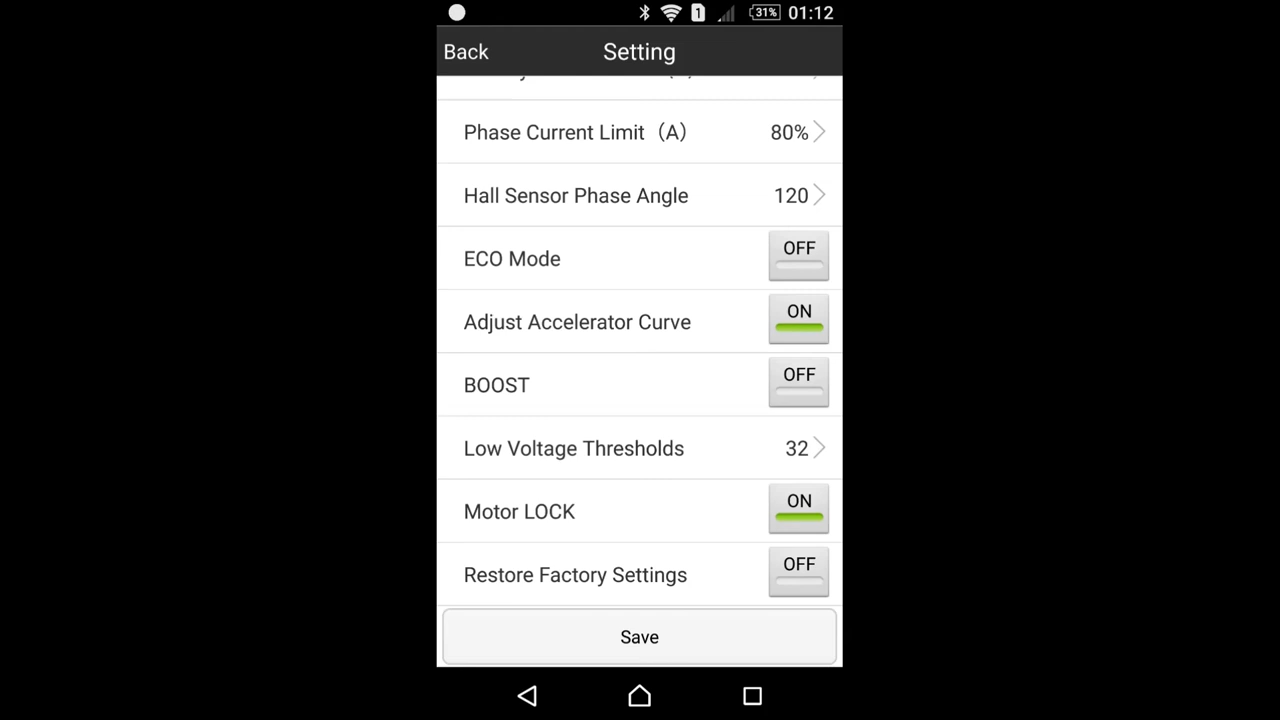 1 31% 01:12
Back Setting
Phase Current Limit（A） 80%
Hall Sensor Phase Angle 120
ECO Mode OFF
Adjust Accelerator Curve ON
BOOST OFF
Low Voltage Thresholds 32
Motor LOCK ON
Restore Factory Settings OFF
Save